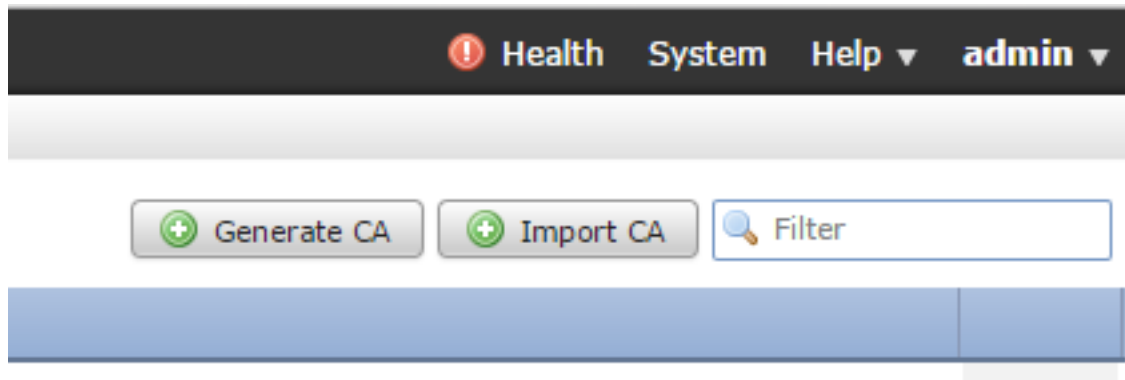 Health System Help ▼ admin ▼
Generate CA Import CA Filter